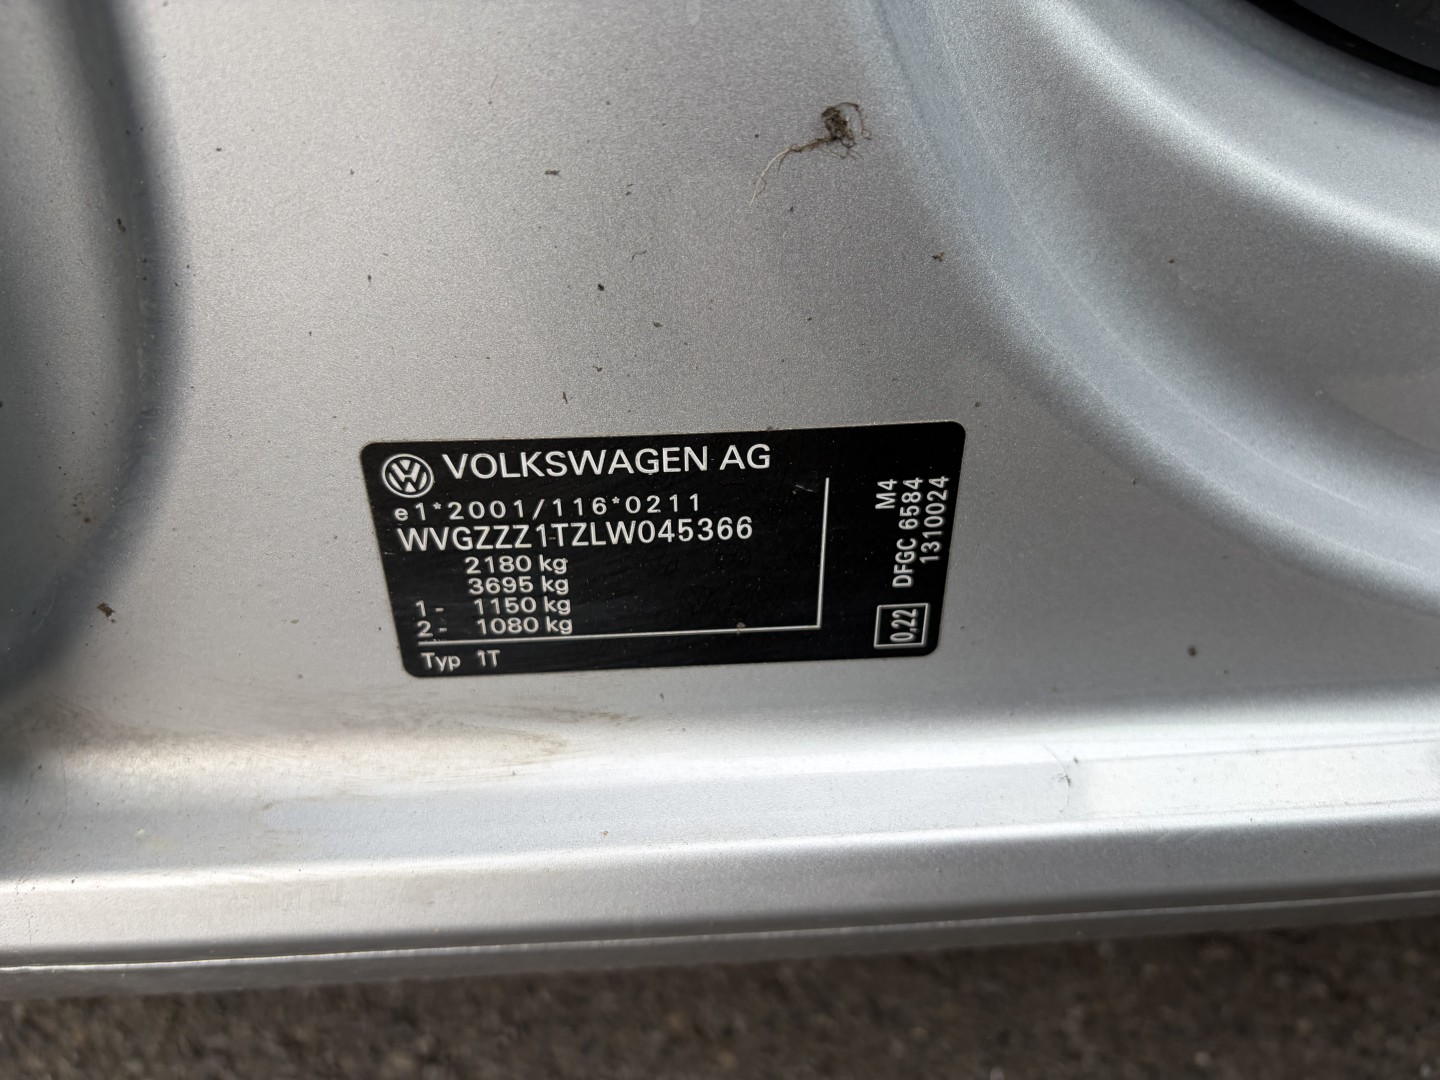 VOLKSWAGEN AG
e1*2001/116*0211
WVGZZZ1TZLW045366
2180 kg
3695 kg
1- 1150 kg
2- 1080 kg
Typ 1T
M4
DFGC 6584
1310024
0,22